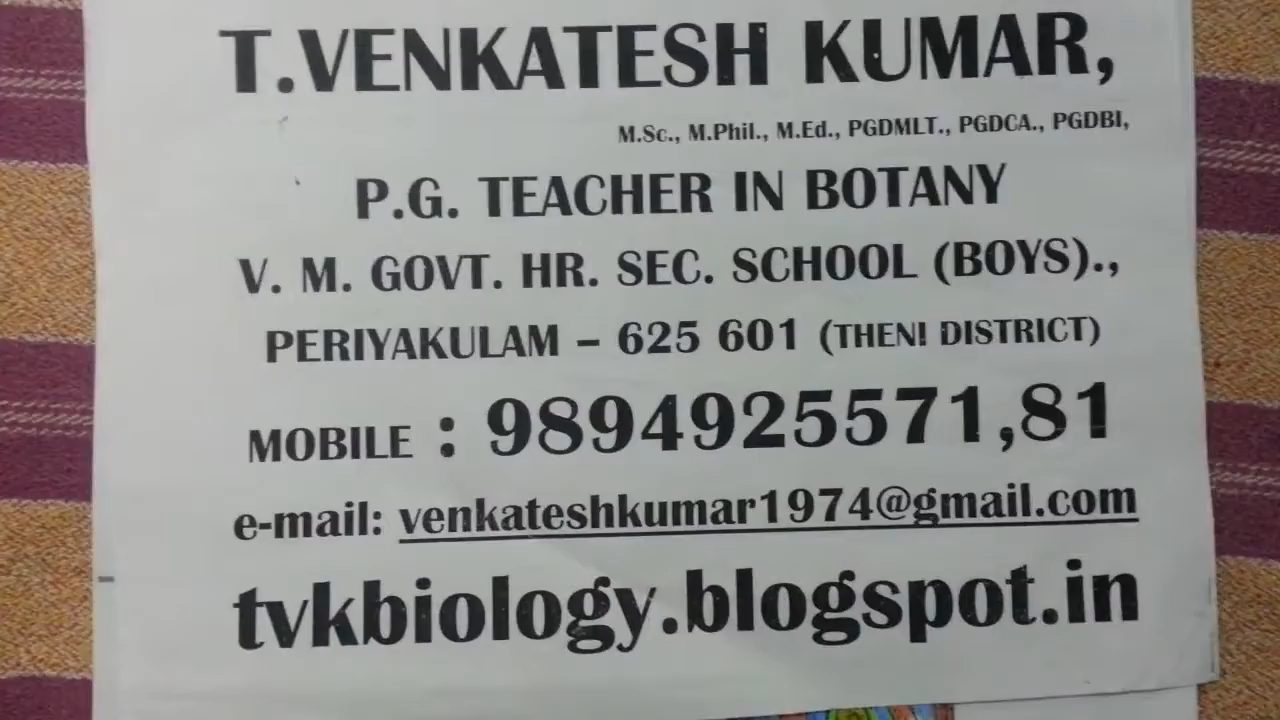 T.VENKATESH KUMAR,
M.Sc., M.Phil., M.Ed., PGDMLT., PGDCA., PGDBI,
P.G. TEACHER IN BOTANY
V. M. GOVT. HR. SEC. SCHOOL (BOYS).,
PERIYAKULAM – 625 601 (THENI DISTRICT)
MOBILE : 9894925571,81
e-mail: venkateshkumar1974@gmail.com
tvkbiology.blogspot.in